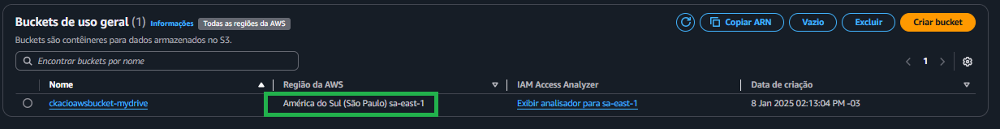 Buckets de uso geral (1) Informações Todas as regiões da AWS
Copiar ARN Vazio Excluir Criar bucket
Buckets são contêineres para dados armazenados no S3.
Encontrar buckets por nome
1
Nome Região da AWS IAM Access Analyzer Data de criação
ckacioawsbucket-mydrive América do Sul (São Paulo) sa-east-1 Exibir analisador para sa-east-1 8 Jan 2025 02:13:04 PM -03